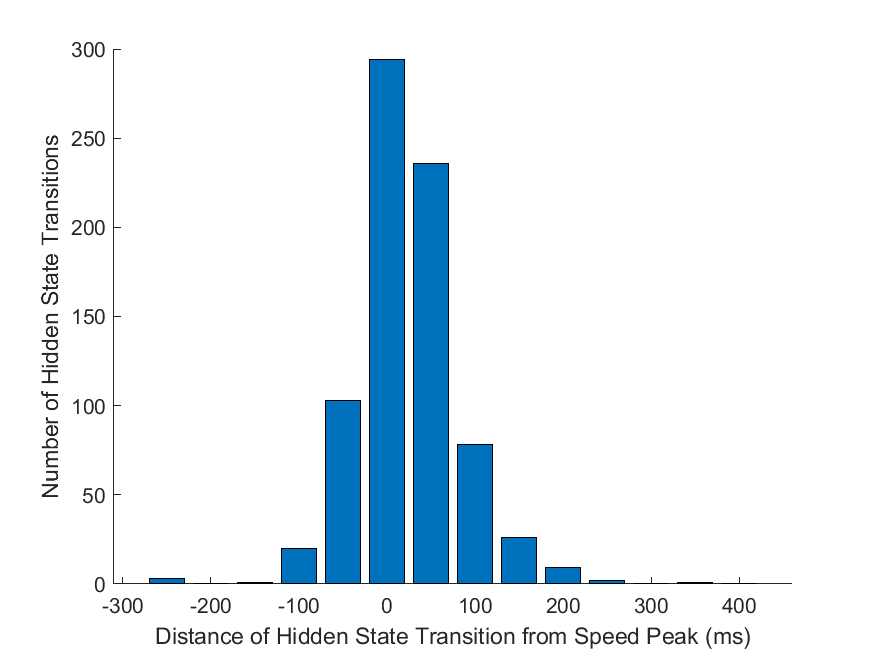 300
250
200
150
100
50
0
Number of Hidden State Transitions
-300 -200 -100 0 100 200 300 400
Distance of Hidden State Transition from Speed Peak (ms)